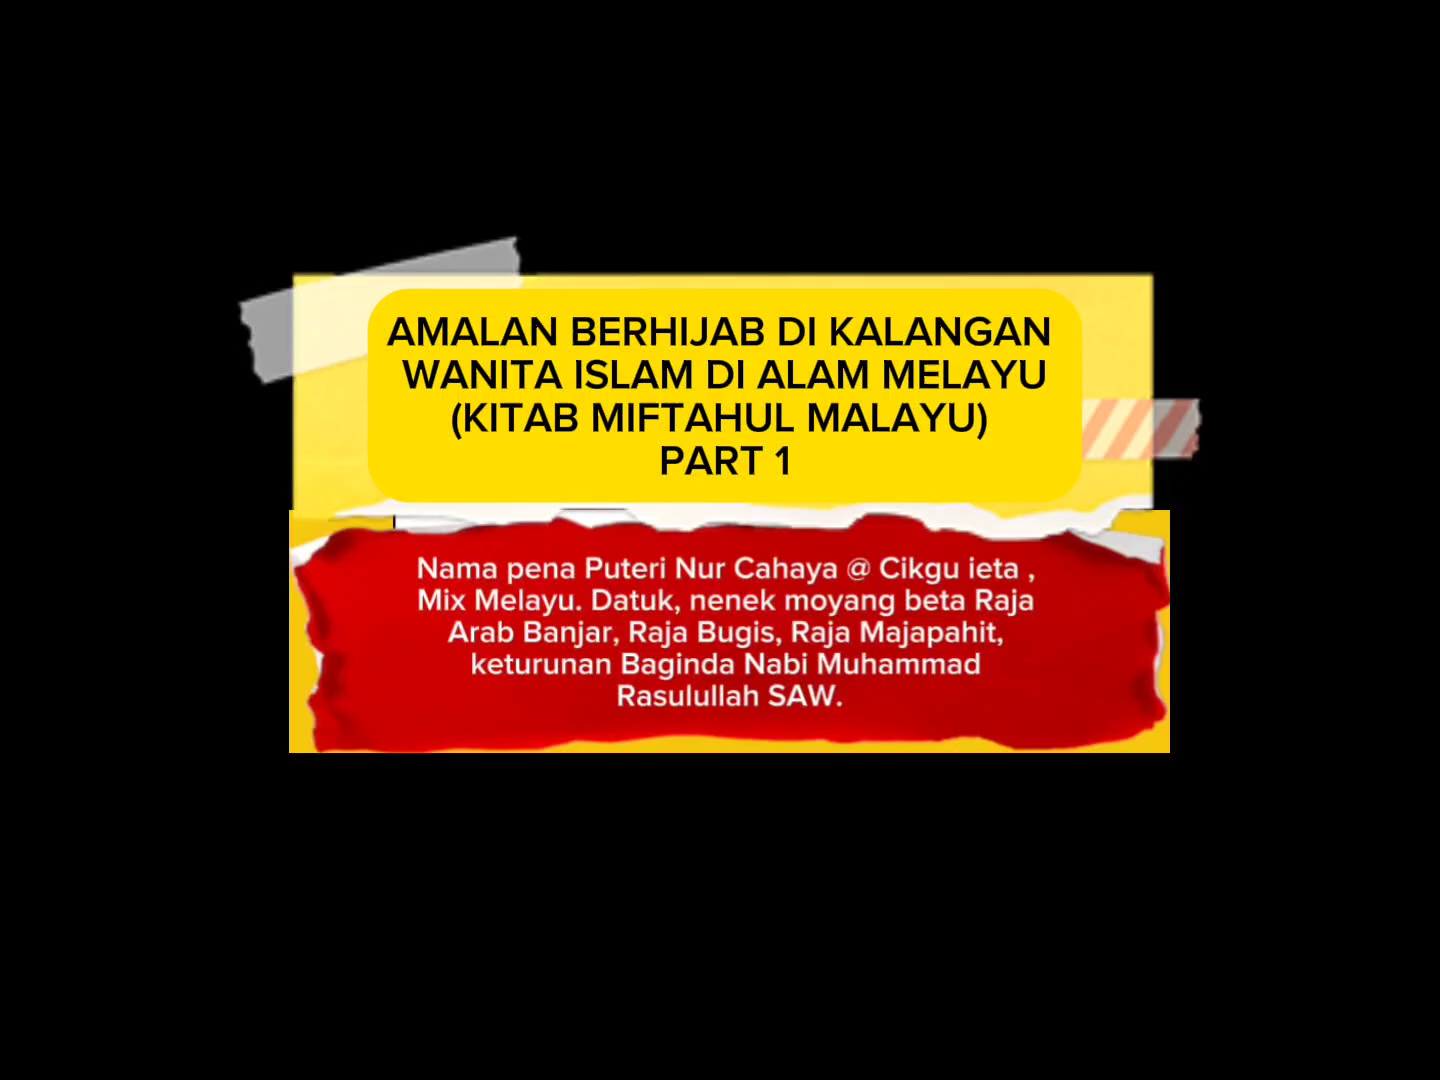 AMALAN BERHIJAB DI KALANGAN
WANITA ISLAM DI ALAM MELAYU
(KITAB MIFTAHUL MALAYU)
PART 1
Nama pena Puteri Nur Cahaya @ Cikgu ieta ,
Mix Melayu. Datuk, nenek moyang beta Raja
Arab Banjar, Raja Bugis, Raja Majapahit,
keturunan Baginda Nabi Muhammad
Rasulullah SAW.